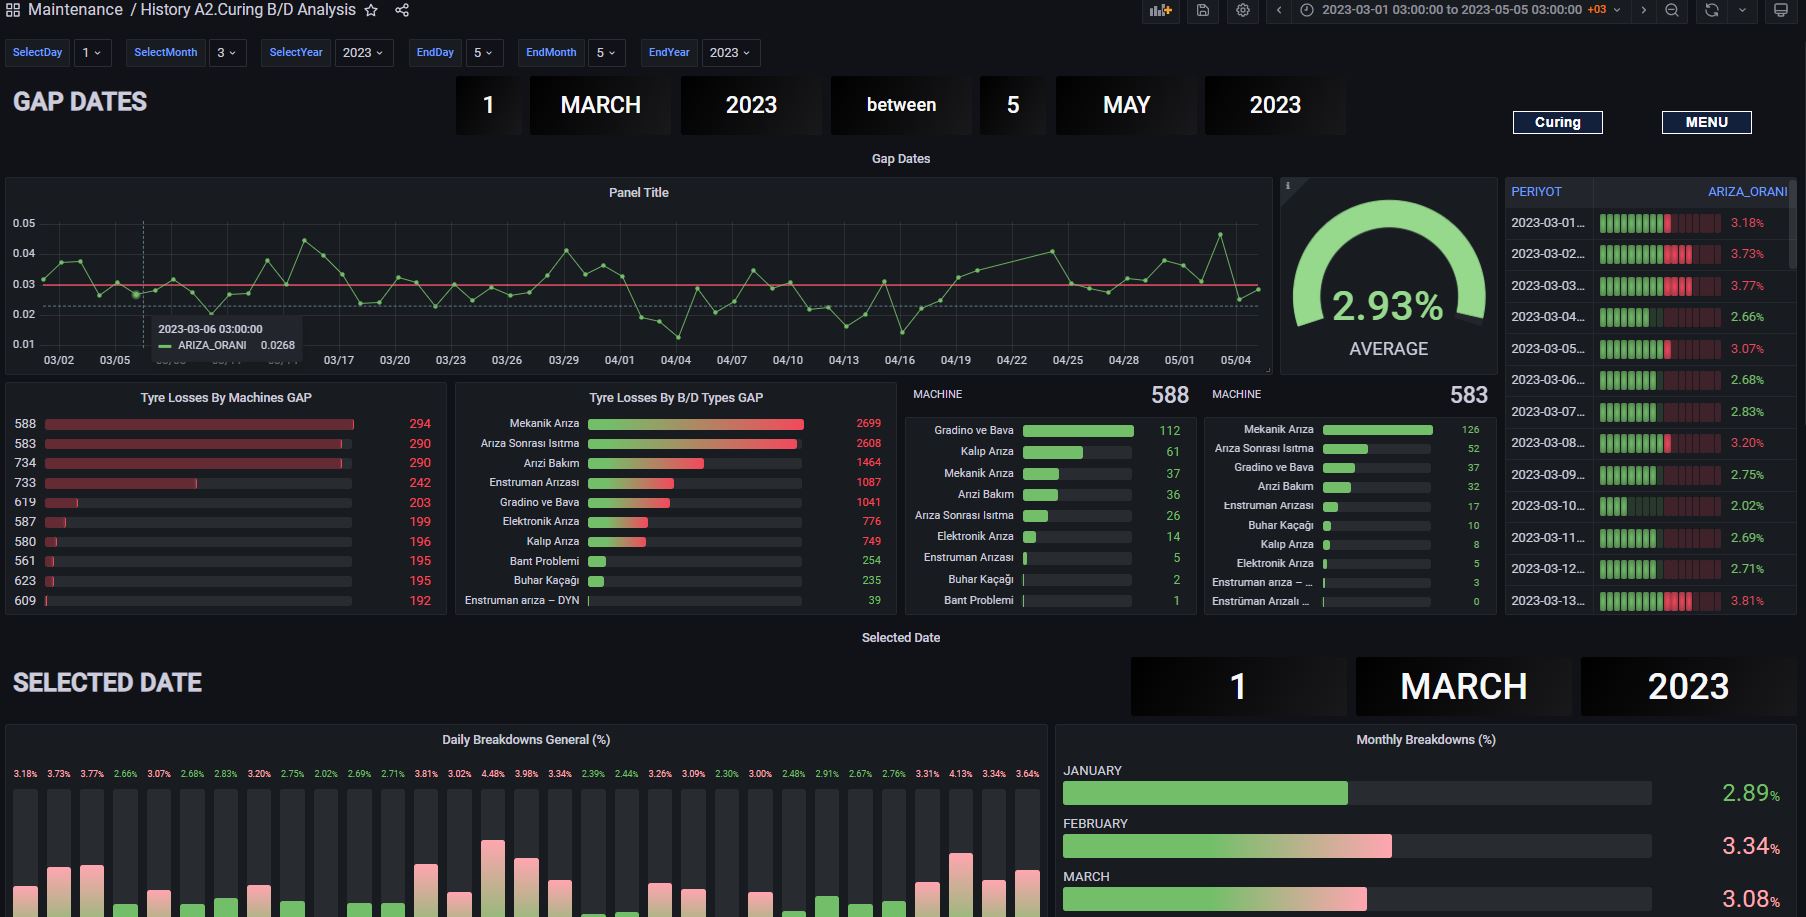 Maintenance / History A2.Curing B/D Analysis
2023-03-01 03:00:00 to 2023-05-05 03:00:00 +03
SelectDay 1 SelectMonth 3 SelectYear 2023 EndDay 5 EndMonth 5 EndYear 2023
GAP DATES
1 MARCH 2023 between 5 MAY 2023
Curing MENU
Gap Dates
Panel Title
0.05
0.04
0.03
0.02
0.01
2023-03-06 03:00:00
ARIZA_ORANI 0.0268
03/02 03/05 03/17 03/20 03/23 03/26 03/29 04/01 04/04 04/07 04/10 04/13 04/16 04/19 04/22 04/25 04/28 05/01 05/04
2.93%
AVERAGE
PERIYOT ARIZA_ORANI
2023-03-01... 3.18%
2023-03-02... 3.73%
2023-03-03... 3.77%
2023-03-04... 2.66%
2023-03-05... 3.07%
2023-03-06... 2.68%
2023-03-07... 2.83%
2023-03-08... 3.20%
2023-03-09... 2.75%
2023-03-10... 2.02%
2023-03-11... 2.69%
2023-03-12... 2.71%
2023-03-13... 3.81%
Tyre Losses By Machines GAP
588 294
583 290
734 290
733 242
619 203
587 199
580 196
561 195
623 195
609 192
Tyre Losses By B/D Types GAP
Mekanik Arıza 2699
Arıza Sonrası Isıtma 2608
Arızi Bakım 1464
Enstruman Arızası 1087
Gradino ve Bava 1041
Elektronik Arıza 776
Kalıp Arıza 749
Bant Problemi 254
Buhar Kaçağı 235
Enstruman arıza – DYN 39
MACHINE 588
Gradino ve Bava 112
Kalıp Arıza 61
Mekanik Arıza 37
Arızi Bakım 36
Arıza Sonrası Isıtma 26
Elektronik Arıza 14
Enstruman Arızası 5
Buhar Kaçağı 2
Bant Problemi 1
MACHINE 583
Mekanik Arıza 126
Arıza Sonrası Isıtma 52
Gradino ve Bava 37
Arızi Bakım 32
Enstruman Arızası 17
Buhar Kaçağı 10
Kalıp Arıza 8
Elektronik Arıza 5
Enstruman arıza – ... 3
Enstrüman Arızalı ... 0
Selected Date
SELECTED DATE
1 MARCH 2023
Daily Breakdowns General (%)
3.18% 3.73% 3.77% 2.66% 3.07% 2.68% 2.83% 3.20% 2.75% 2.02% 2.69% 2.71% 3.81% 3.02% 4.48% 3.98% 3.34% 2.39% 2.44% 3.26% 3.09% 2.30% 3.00% 2.48% 2.91% 2.67% 2.76% 3.31% 4.13% 3.34% 3.64%
Monthly Breakdowns (%)
JANUARY
2.89%
FEBRUARY
3.34%
MARCH
3.08%